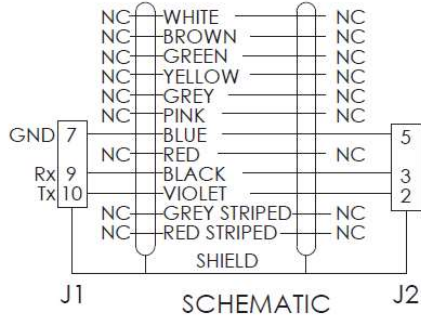 NC WHITE NC
NC BROWN NC
NC GREEN NC
NC YELLOW NC
NC GREY NC
NC PINK NC
GND 7 BLUE 5
NC RED NC
Rx 9 BLACK 3
Tx 10 VIOLET 2
NC GREY STRIPED NC
NC RED STRIPED NC
SHIELD
J1 J2
SCHEMATIC